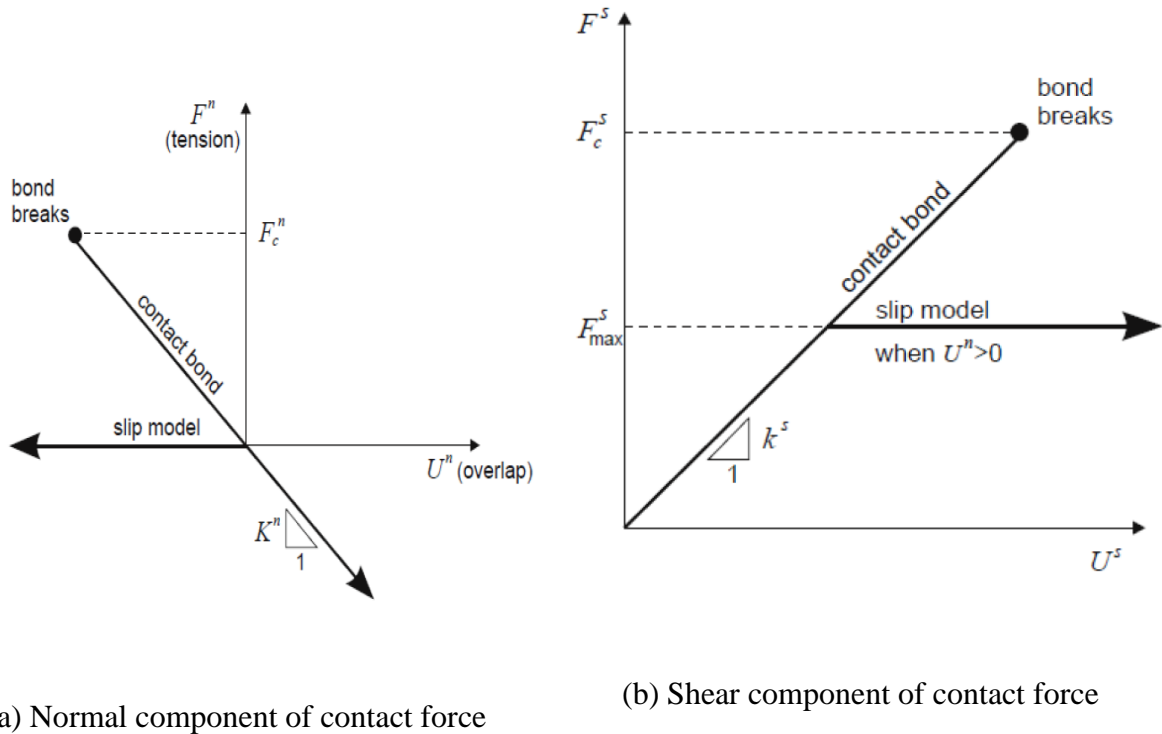 F^n
(tension)
bond
breaks
F_c^n
contact bond
slip model
U^n (overlap)
K^n
1
a) Normal component of contact force
F^s
bond
breaks
F_c^s
contact bond
slip model
F_max^s
when U^n>0
k^s
1
U^s
(b) Shear component of contact force